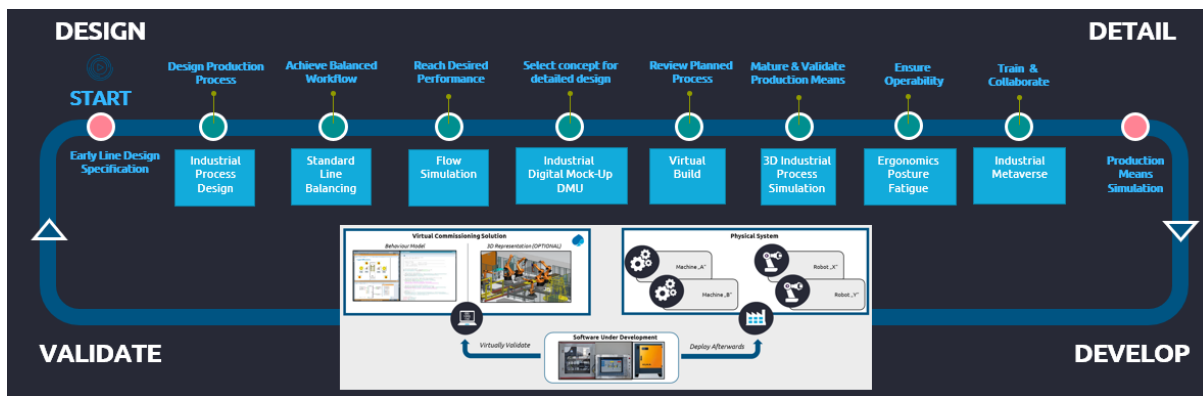 DESIGN
DETAIL
START
Design Production
Process
Achieve Balanced
Workflow
Reach Desired
Performance
Select concept for
detailed design
Review Planned
Process
Mature & Validate
Production Means
Ensure
Operability
Train &
Collaborate
Early Line Design
Specification
Industrial
Process
Design
Standard
Line
Balancing
Flow
Simulation
Industrial
Digital Mock-Up
DMU
Virtual
Build
3D Industrial
Process
Simulation
Ergonomics
Posture
Fatigue
Industrial
Metaverse
Production
Means
Simulation
Virtual Commissioning Solution
Behaviour Model
3D Representation (OPTIONAL)
Physical System
Machine_A"
Machine_B"
Robot_X"
Robot_Y"
Software Under Development
Virtually Validate
Deploy Afterwards
VALIDATE
DEVELOP